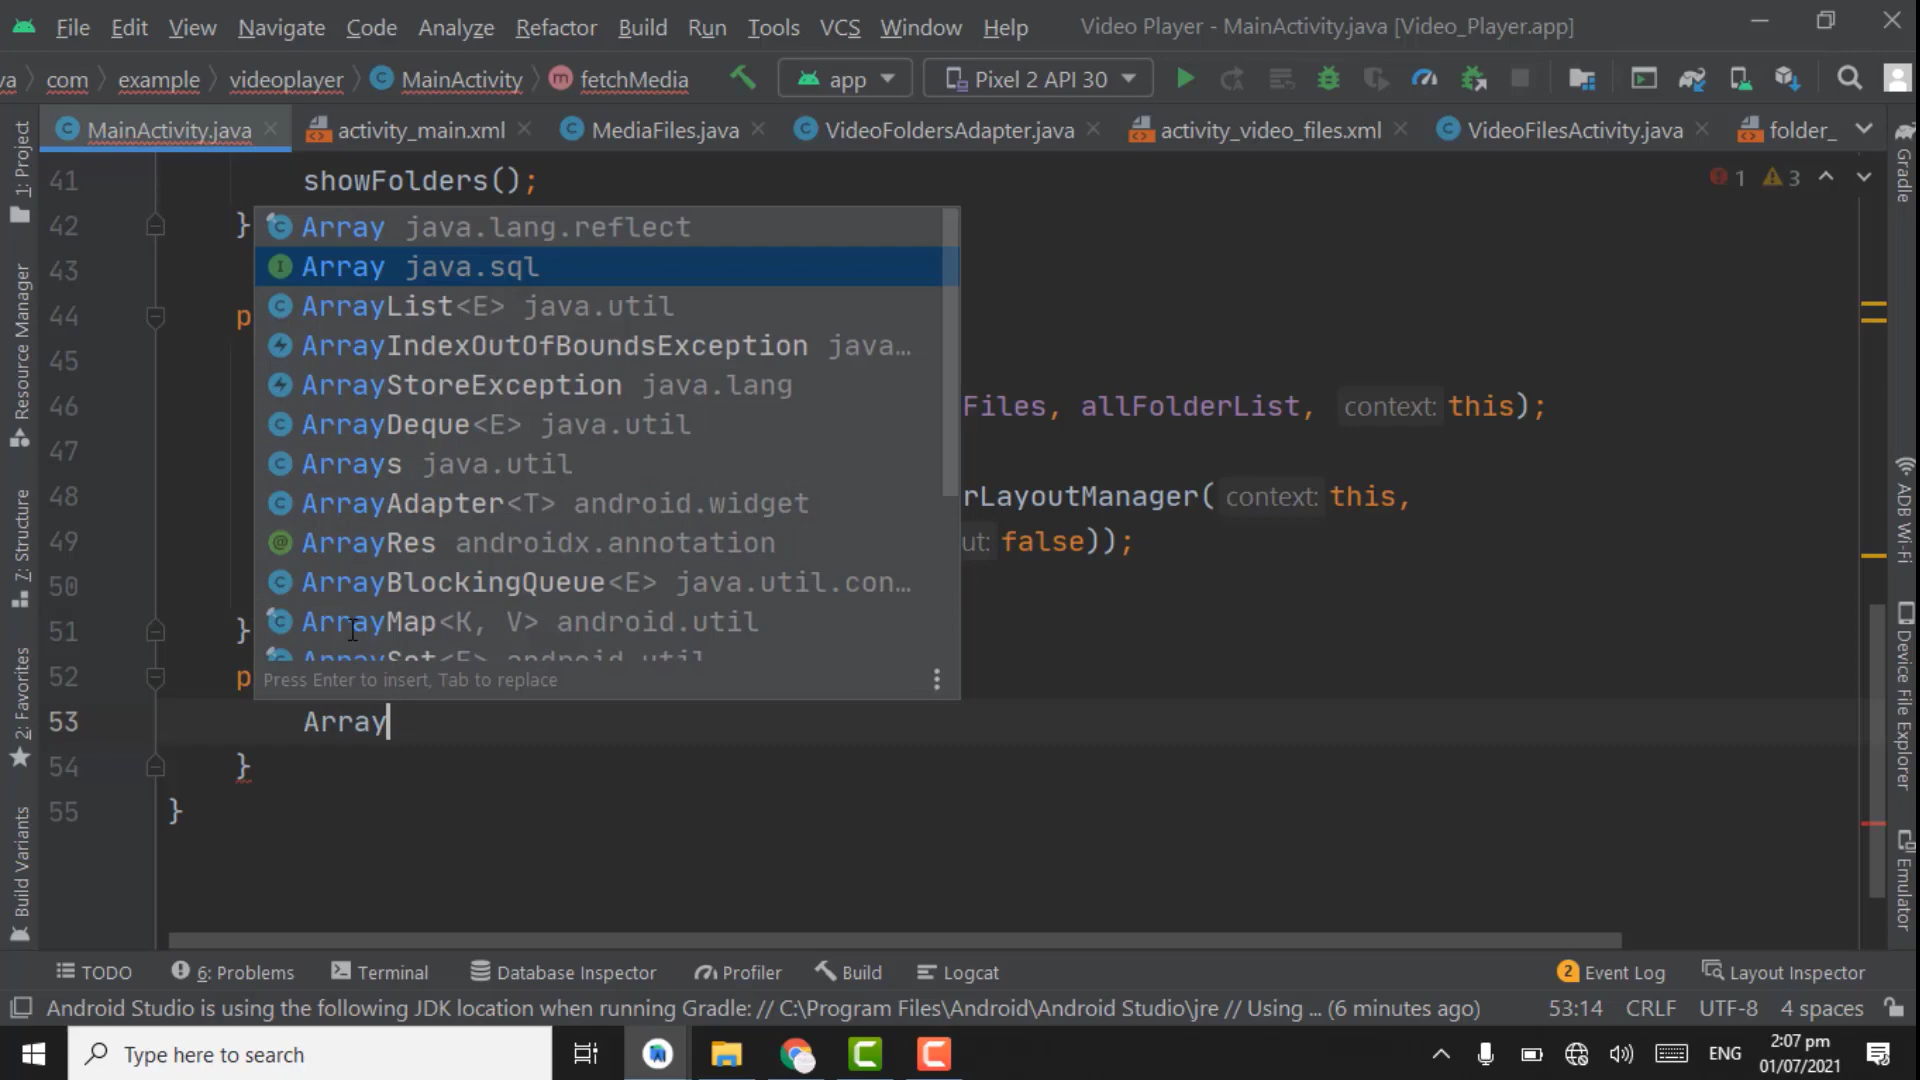 File Edit View Navigate Code Analyze Refactor Build Run Tools VCS Window Help Video Player - MainActivity.java [Video_Player.app]
va com example videoplayer MainActivity fetchMedia app Pixel 2 API 30
MainActivity.java activity_main.xml MediaFiles.java VideoFoldersAdapter.java activity_video_files.xml VideoFilesActivity.java folder_
41 showFolders(); 1 3
42 }
Array java.lang.reflect
43
Array java.sql
ArrayList<E> java.util
44 p
ArrayIndexOutOfBoundsException java...
45
ArrayStoreException java.lang
46 Files, allFolderList, context: this);
ArrayDeque<E> java.util
47
Arrays java.util
48 rLayoutManager( context: this,
ArrayAdapter<T> android.widget
49 ut: false));
ArrayRes androidx.annotation
50
ArrayBlockingQueue<E> java.util.con...
51 }
ArrayMap<K, V> android.util
ArraySet<E> android.util
52 p
Press Enter to insert, Tab to replace
53 Array
54 }
55 }
1: Project
Resource Manager
7: Structure
2: Favorites
Build Variants
Gradle
ADB Wi-Fi
Device File Explorer
Emulator
TODO 6: Problems Terminal Database Inspector Profiler Build Logcat 2 Event Log Layout Inspector
Android Studio is using the following JDK location when running Gradle: // C:\Program Files\Android\Android Studio\jre // Using ... (6 minutes ago) 53:14 CRLF UTF-8 4 spaces
Type here to search ENG 2:07 pm
01/07/2021